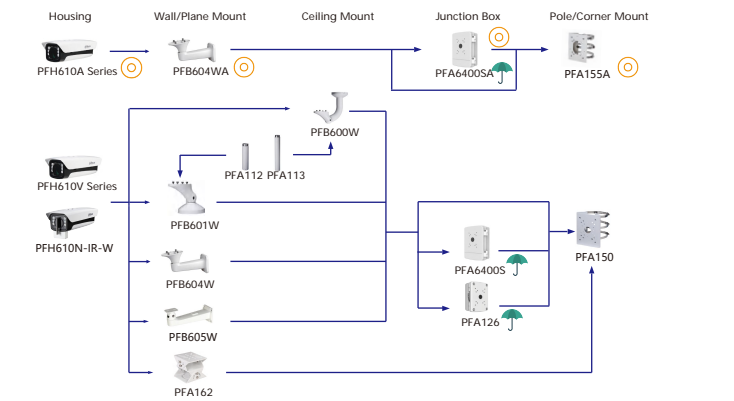 Housing Wall/Plane Mount Ceiling Mount Junction Box Pole/Corner Mount
PFH610A Series PFB604WA PFA6400SA PFA155A
PFB600W
PFA112 PFA113
PFH610V Series
PFB601W
PFH610N-IR-W
PFA150
PFA6400S
PFB604W
PFA126
PFB605W
PFA162